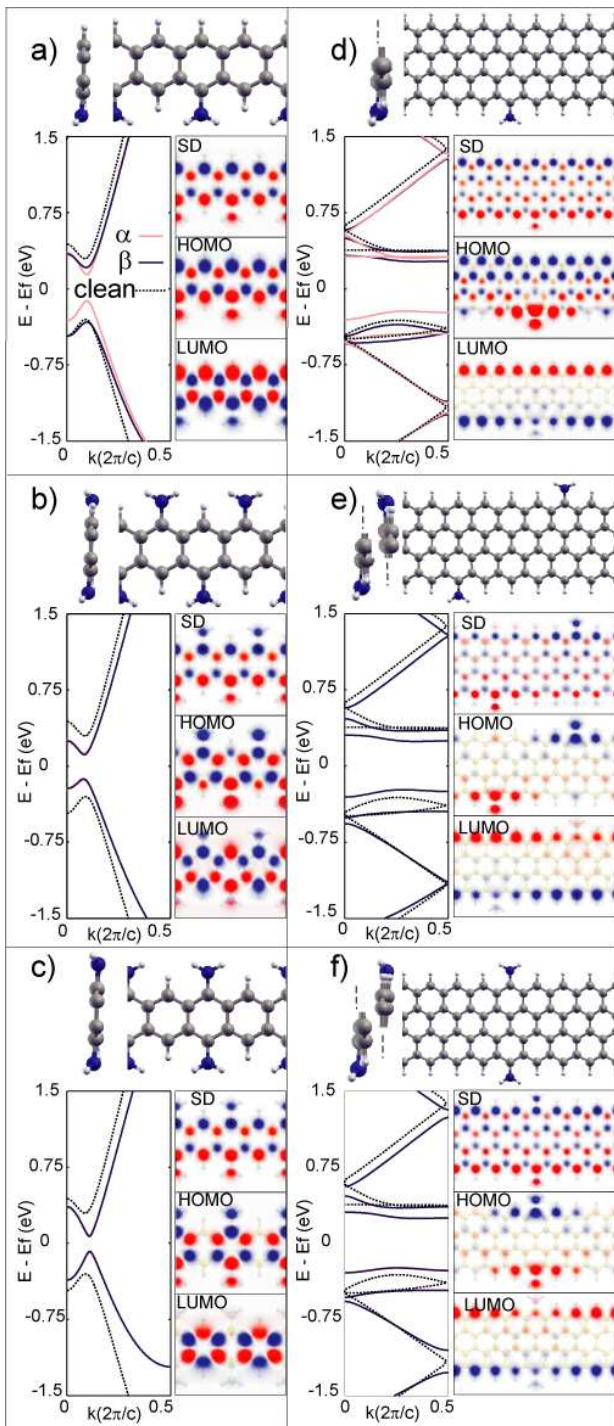 a)
1.5
0.75
0
-0.75
-1.5
E - Ef (eV)
α
β
clean
0
0.5
k(2π/c)
SD
HOMO
LUMO
d)
1.5
0.75
0
-0.75
-1.5
E - Ef (eV)
0
0.5
k(2π/c)
SD
HOMO
LUMO
b)
1.5
0.75
0
-0.75
-1.5
E - Ef (eV)
0
0.5
k(2π/c)
SD
HOMO
LUMO
e)
1.5
0.75
0
-0.75
-1.5
E - Ef (eV)
0
0.5
k(2π/c)
SD
HOMO
LUMO
c)
1.5
0.75
0
-0.75
-1.5
E - Ef (eV)
0
0.5
k(2π/c)
SD
HOMO
LUMO
f)
1.5
0.75
0
-0.75
-1.5
E - Ef (eV)
0
0.5
k(2π/c)
SD
HOMO
LUMO